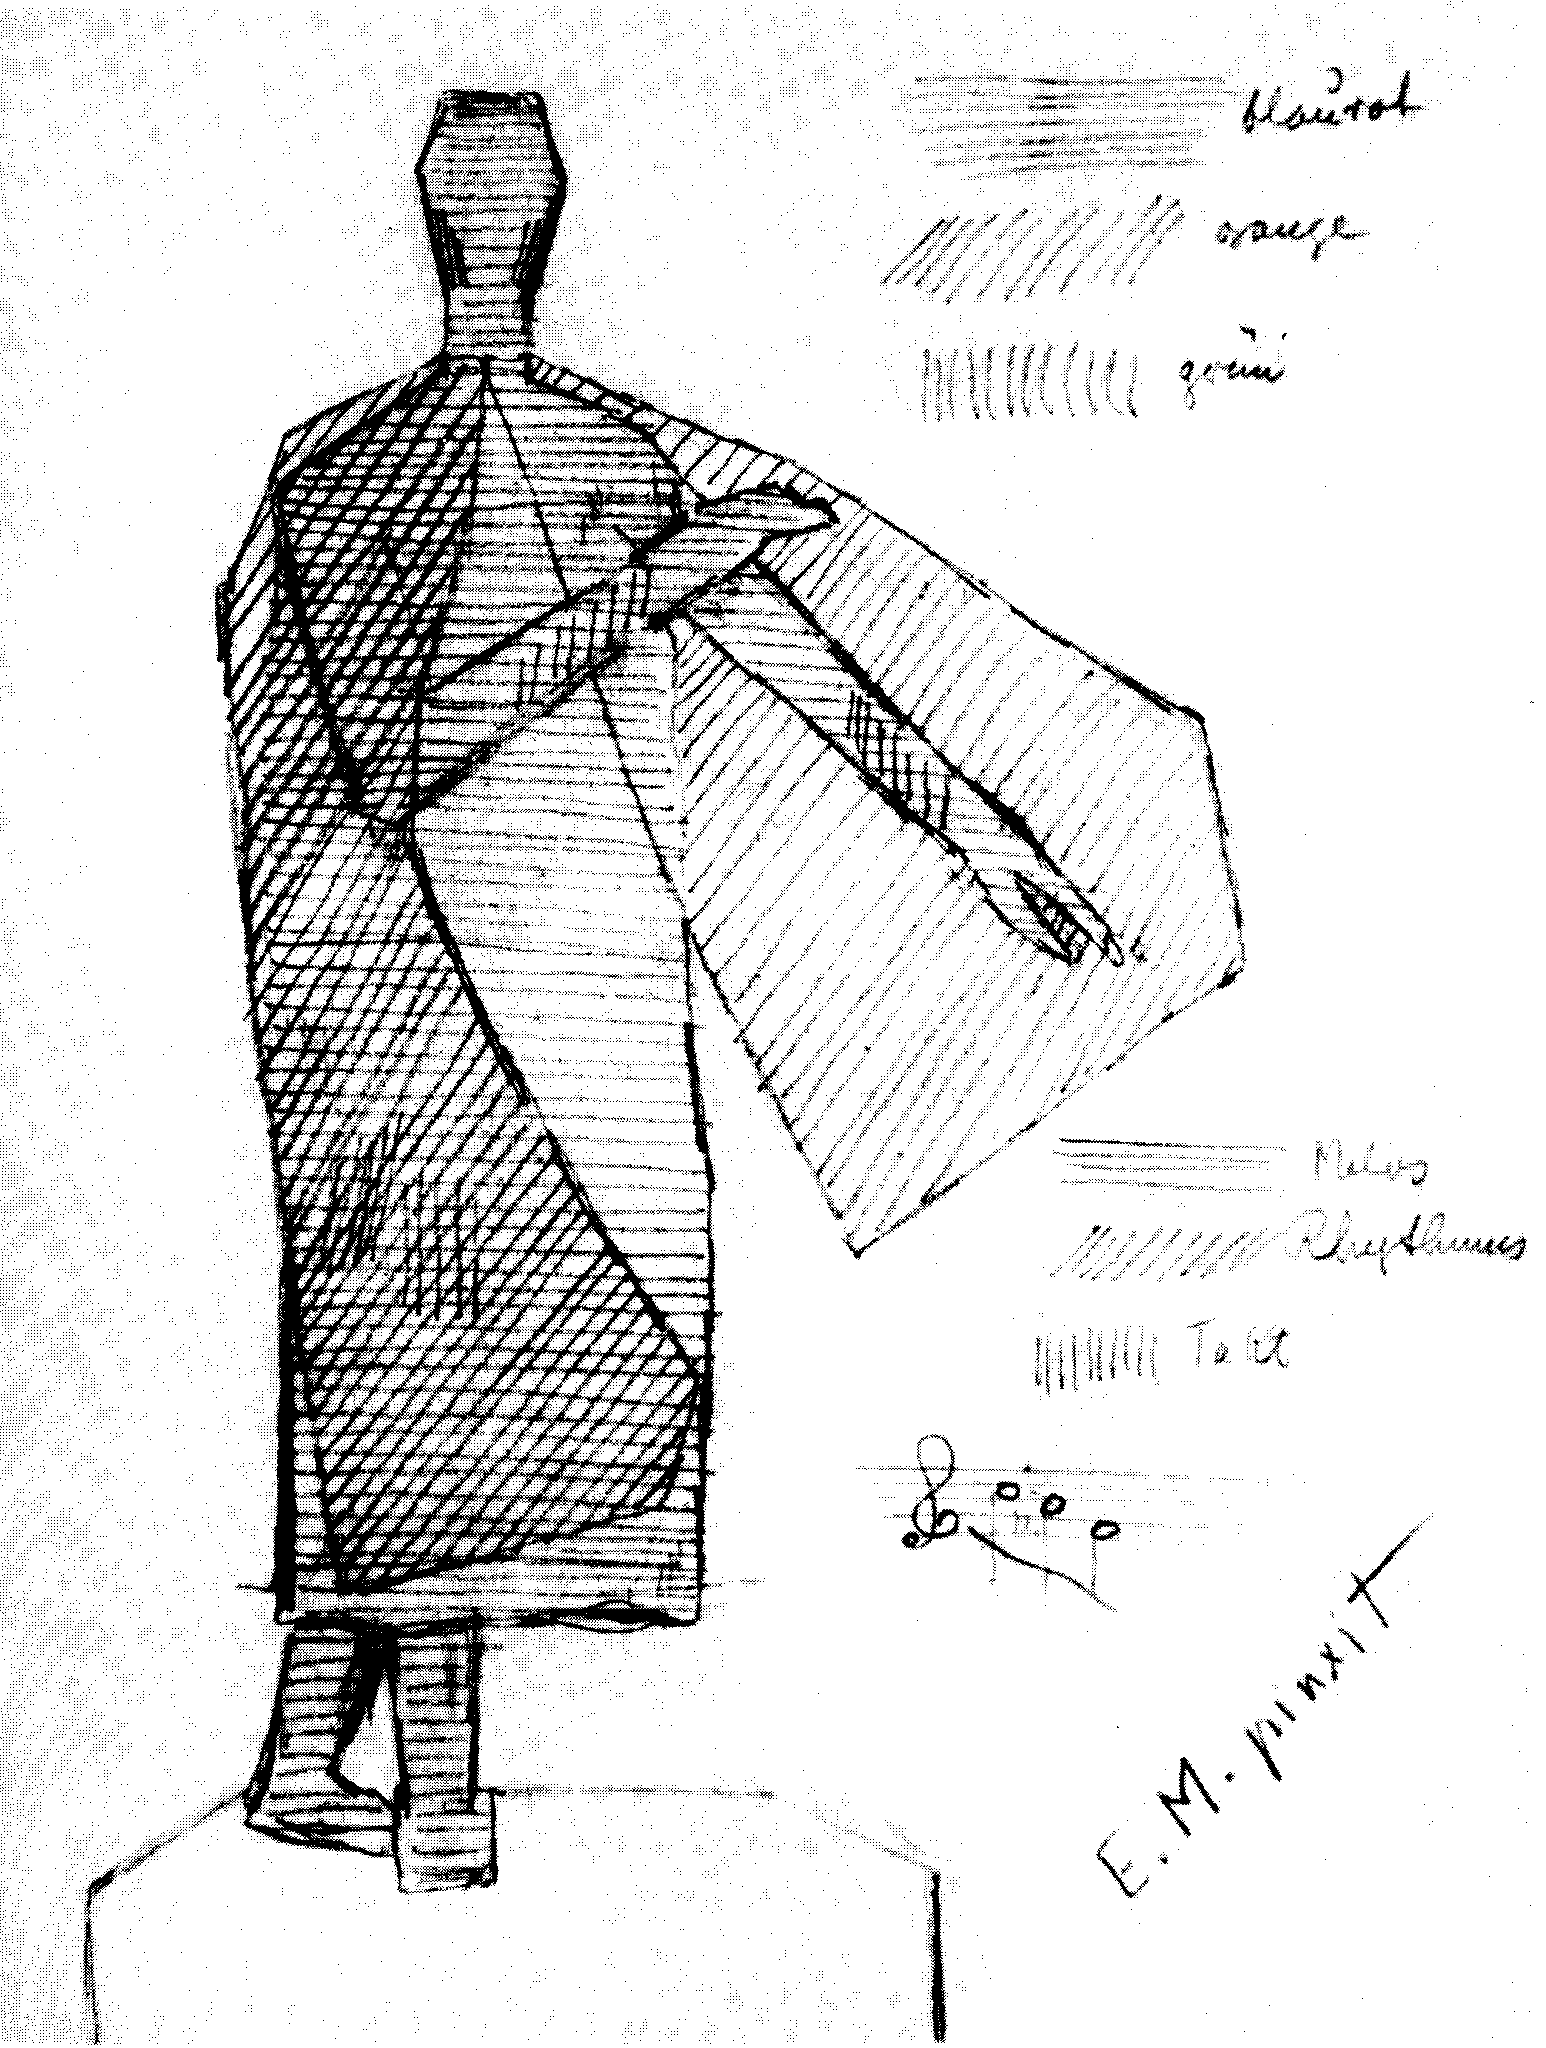 blaurot
orange
grün
Melos
Rhythmus
Takt
E. M. pinxit